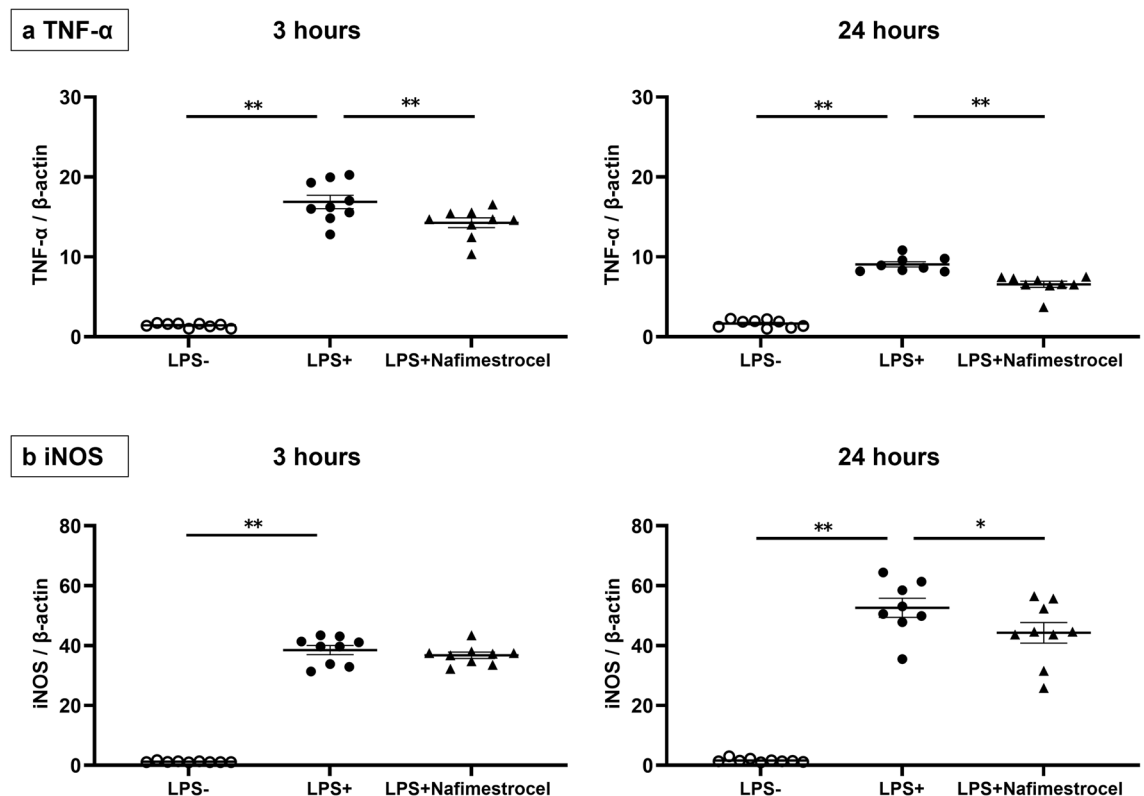 a TNF-α
3 hours
24 hours
30
20
10
0
TNF-α / β-actin
**
**
LPS-
LPS+
LPS+Nafimestrocel
30
20
10
0
TNF-α / β-actin
**
**
LPS-
LPS+
LPS+Nafimestrocel
b iNOS
3 hours
24 hours
80
60
40
20
0
iNOS / β-actin
**
LPS-
LPS+
LPS+Nafimestrocel
80
60
40
20
0
iNOS / β-actin
**
*
LPS-
LPS+
LPS+Nafimestrocel